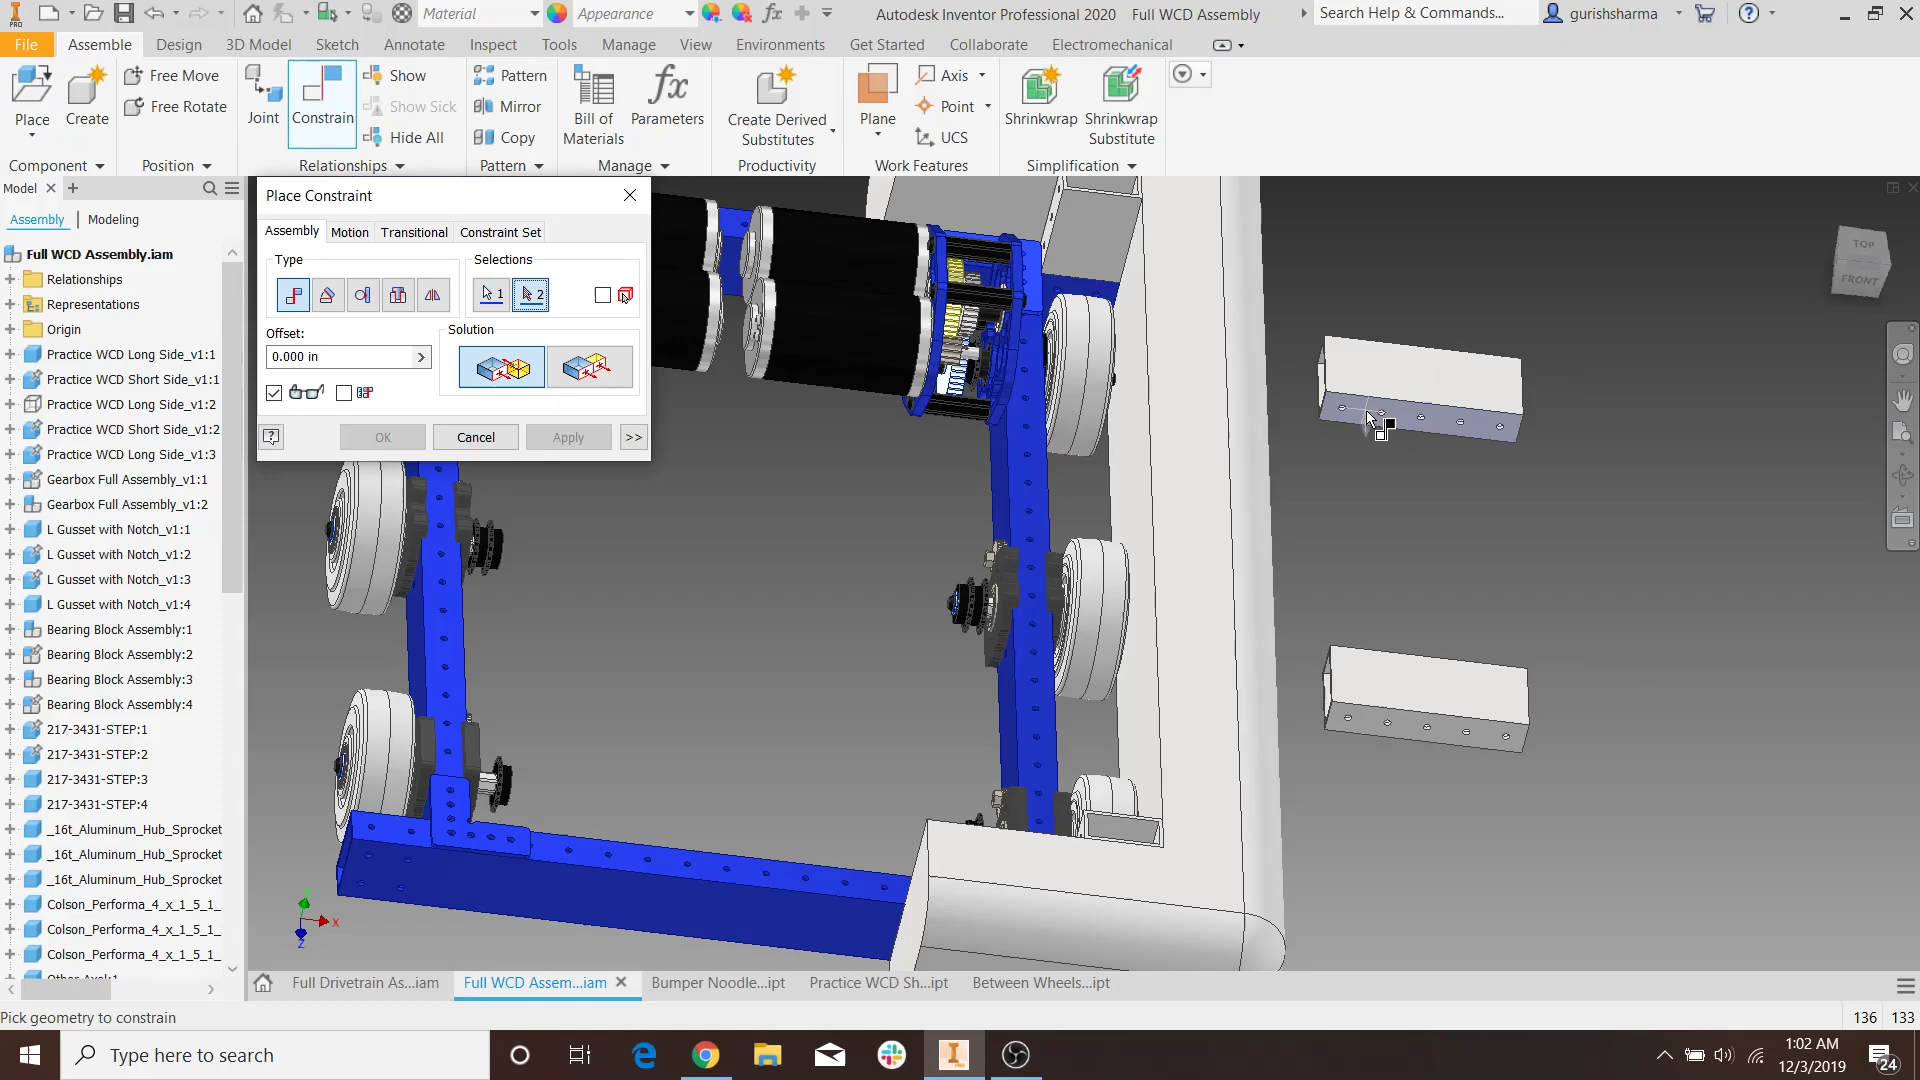 PRO
Material
Appearance
Autodesk Inventor Professional 2020 Full WCD Assembly
Search Help & Commands...
gurishsharma
File
Assemble
Design
3D Model
Sketch
Annotate
Inspect
Tools
Manage
View
Environments
Get Started
Collaborate
Electromechanical
Place
Create
Free Move
Free Rotate
Joint
Constrain
Show
Show Sick
Hide All
Pattern
Mirror
Copy
Bill of
Materials
Parameters
Create Derived
Substitutes
Plane
Axis
Point
UCS
Shrinkwrap
Shrinkwrap
Substitute
Component
Position
Relationships
Pattern
Manage
Productivity
Work Features
Simplification
Model
Assembly
Modeling
Full WCD Assembly.iam
Relationships
Representations
Origin
Practice WCD Long Side_v1:1
Practice WCD Short Side_v1:1
Practice WCD Long Side_v1:2
Practice WCD Short Side_v1:2
Practice WCD Long Side_v1:3
Gearbox Full Assembly_v1:1
Gearbox Full Assembly_v1:2
L Gusset with Notch_v1:1
L Gusset with Notch_v1:2
L Gusset with Notch_v1:3
L Gusset with Notch_v1:4
Bearing Block Assembly:1
Bearing Block Assembly:2
Bearing Block Assembly:3
Bearing Block Assembly:4
217-3431-STEP:1
217-3431-STEP:2
217-3431-STEP:3
217-3431-STEP:4
_16t_Aluminum_Hub_Sprocket
_16t_Aluminum_Hub_Sprocket
_16t_Aluminum_Hub_Sprocket
Colson_Performa_4_x_1_5_1_
Colson_Performa_4_x_1_5_1_
Colson_Performa_4_x_1_5_1_
Place Constraint
Assembly
Motion
Transitional
Constraint Set
Type
Selections
1
2
Offset:
0.000 in
Solution
OK
Cancel
Apply
>>
TOP
FRONT
X
Z
Full Drivetrain As...iam
Full WCD Assem...iam
Bumper Noodle...ipt
Practice WCD Sh...ipt
Between Wheels...ipt
Pick geometry to constrain
136
133
Type here to search
1:02 AM
12/3/2019
24